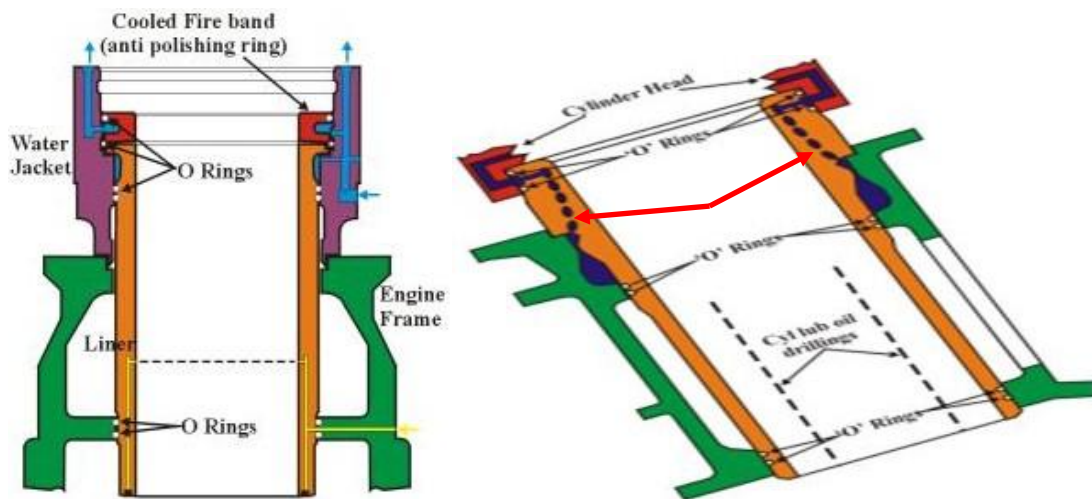 Cooled Fire band
(anti polishing ring)
Water
Jacket
O Rings
Engine
Frame
Liner
O Rings
Cylinder Head
'O' Rings
'O' Rings
Cyl lub oil
drillings
'O' Rings